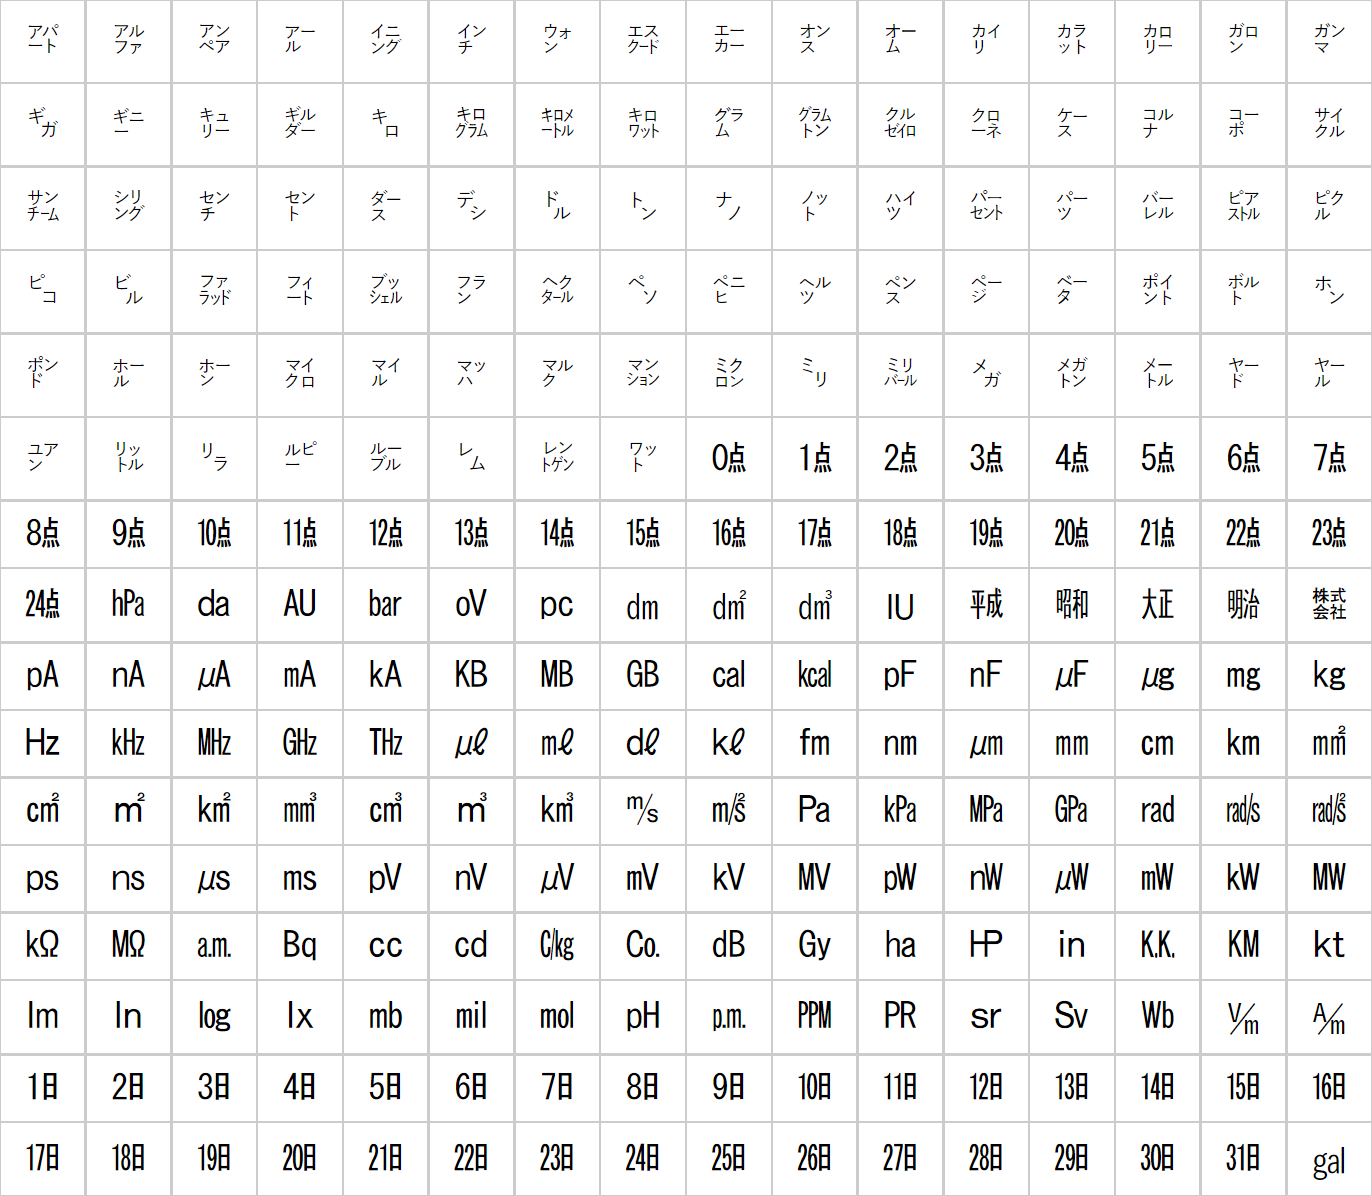 ㌀ ㌁ ㌂ ㌃ ㌄ ㌅ ㌆ ㌇ ㌈ ㌉ ㌊ ㌋ ㌌ ㌍ ㌎ ㌏
㌐ ㌑ ㌒ ㌓ ㌔ ㌕ ㌖ ㌗ ㌘ ㌙ ㌚ ㌛ ㌜ ㌝ ㌞ ㌟
㌠ ㌡ ㌢ ㌣ ㌤ ㌥ ㌦ ㌧ ㌨ ㌩ ㌪ ㌫ ㌬ ㌭ ㌮ ㌯
㌰ ㌱ ㌲ ㌳ ㌴ ㌵ ㌶ ㌷ ㌸ ㌹ ㌺ ㌻ ㌼ ㌽ ㌾ ㌿
㍀ ㍁ ㍂ ㍃ ㍄ ㍅ ㍆ ㍇ ㍈ ㍉ ㍊ ㍋ ㍌ ㍍ ㍎ ㍏
㍐ ㍑ ㍒ ㍓ ㍔ ㍕ ㍖ ㍗ ㍘ ㍙ ㍚ ㍛ ㍜ ㍝ ㍞ ㍟
㍠ ㍡ ㍢ ㍣ ㍤ ㍥ ㍦ ㍧ ㍨ ㍩ ㍪ ㍫ ㍬ ㍭ ㍮ ㍯
㍰ ㍱ ㍲ ㍳ ㍴ ㍵ ㍶ ㍷ ㍸ ㍹ ㍺ ㍻ ㍼ ㍽ ㍾ ㍿
㎀ ㎁ ㎂ ㎃ ㎄ ㎅ ㎆ ㎇ ㎈ ㎉ ㎊ ㎋ ㎌ ㎍ ㎎ ㎏
㎐ ㎑ ㎒ ㎓ ㎔ ㎕ ㎖ ㎗ ㎘ ㎙ ㎚ ㎛ ㎜ ㎝ ㎞ ㎟
㎠ ㎡ ㎢ ㎣ ㎤ ㎥ ㎦ ㎧ ㎨ ㎩ ㎪ ㎫ ㎬ ㎭ ㎮ ㎯
㎰ ㎱ ㎲ ㎳ ㎴ ㎵ ㎶ ㎷ ㎸ ㎹ ㎺ ㎻ ㎼ ㎽ ㎾ ㎿
㏀ ㏁ ㏂ ㏃ ㏄ ㏅ ㏆ ㏇ ㏈ ㏉ ㏊ ㏋ ㏌ ㏍ ㏎ ㏏
㏐ ㏑ ㏒ ㏓ ㏔ ㏕ ㏖ ㏗ ㏘ ㏙ ㏚ ㏛ ㏜ ㏝ ㏞ ㏟
㏠ ㏡ ㏢ ㏣ ㏤ ㏥ ㏦ ㏧ ㏨ ㏩ ㏪ ㏫ ㏬ ㏭ ㏮ ㏯
㏰ ㏱ ㏲ ㏳ ㏴ ㏵ ㏶ ㏷ ㏸ ㏹ ㏺ ㏻ ㏼ ㏽ ㏾ ㏿